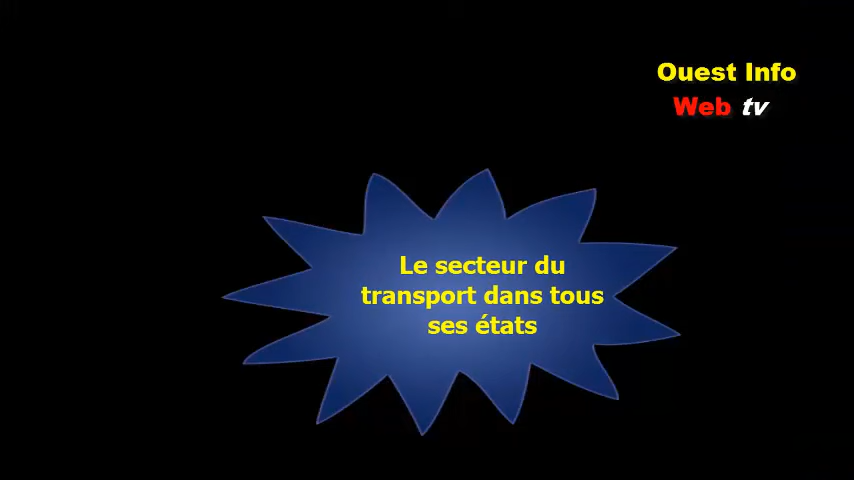 Ouest Info
Web tv
Le secteur du
transport dans tous
ses états